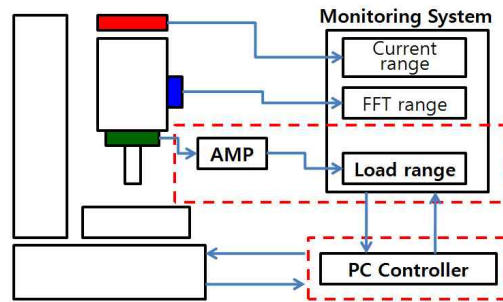 Monitoring System
Current
range
FFT range
AMP
Load range
PC Controller